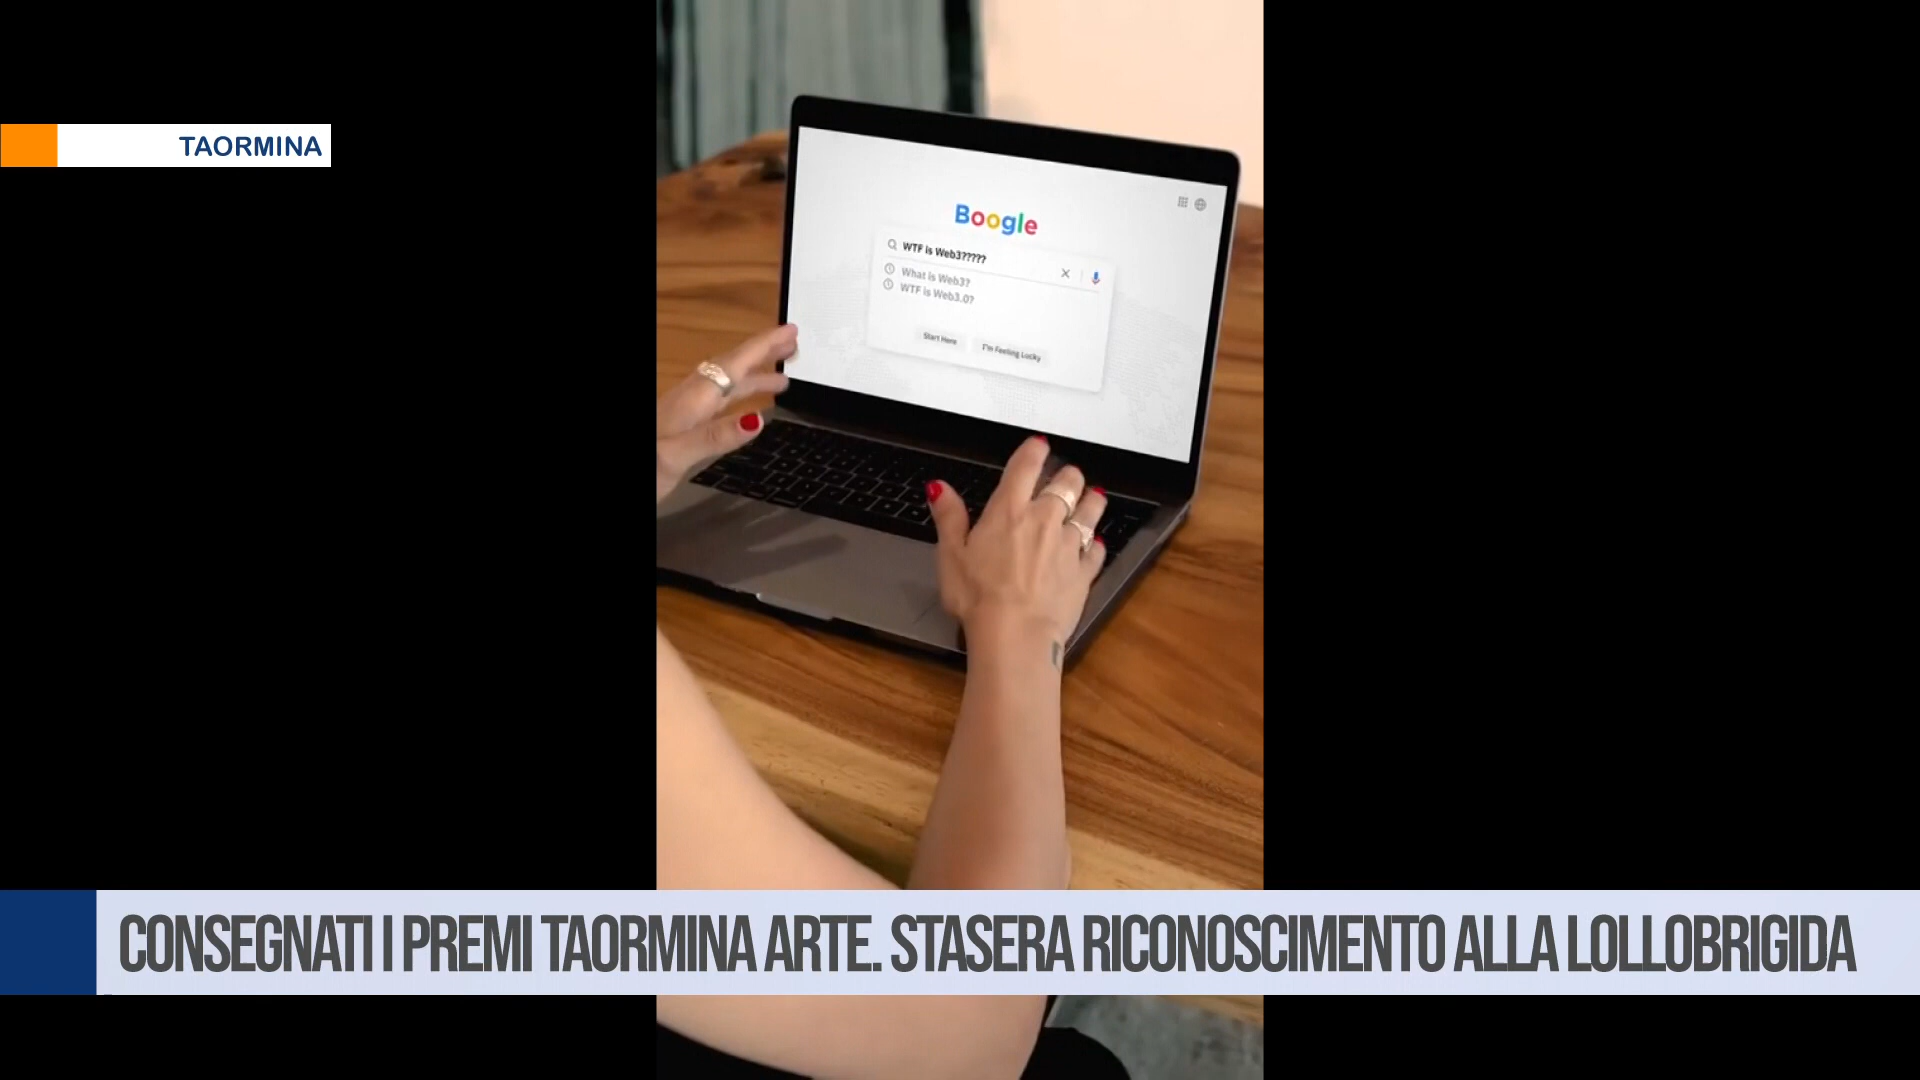 TAORMINA
Boogle
WTF is Web3?????
What is Web3?
WTF is Web3.0?
Start Here
I'm Feeling Lucky
CONSEGNATI I PREMI TAORMINA ARTE. STASERA RICONOSCIMENTO ALLA LOLLOBRIGIDA